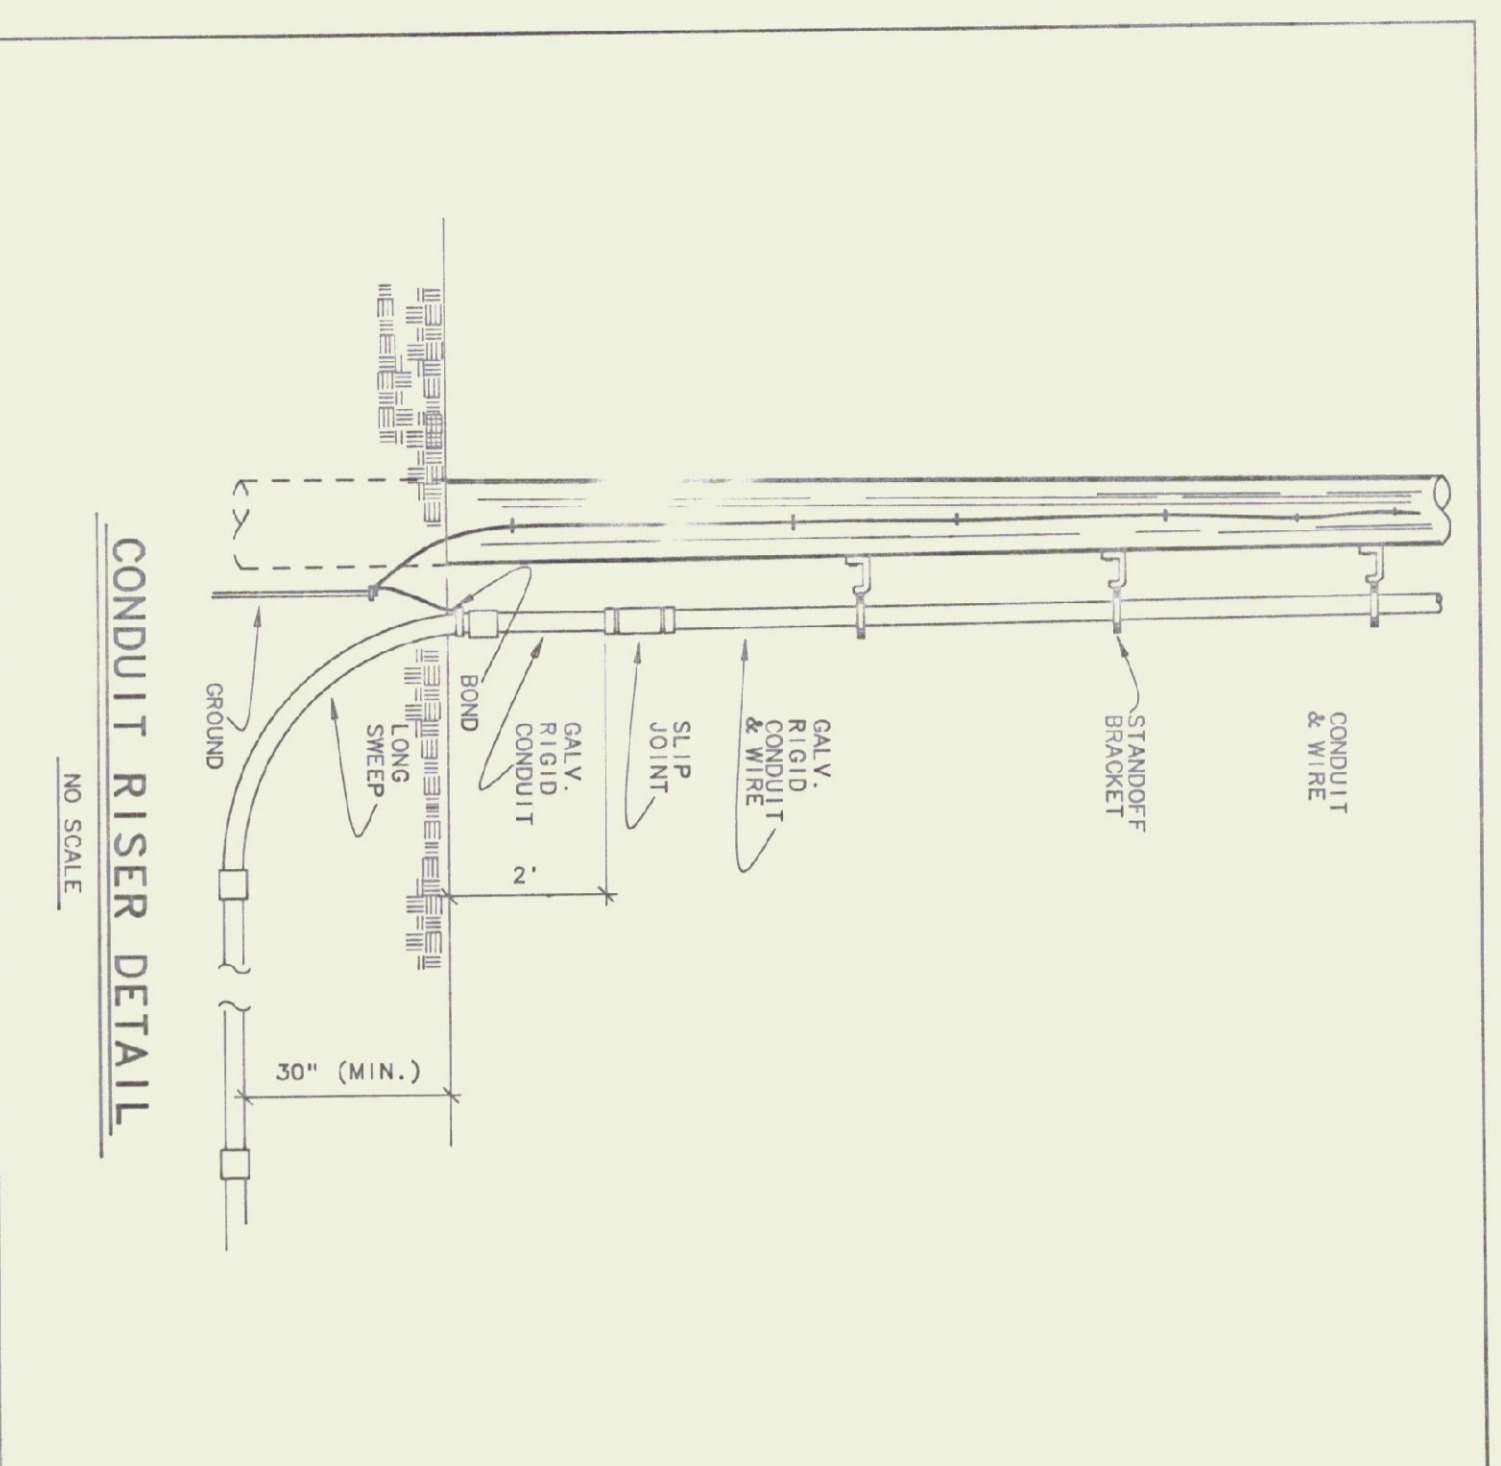 CONDUIT
& WIRE
STANDOFF
BRACKET
GALV.
RIGID
CONDUIT
& WIRE
SLIP
JOINT
GALV.
RIGID
CONDUIT
2'
BOND
LONG
SWEEP
30" (MIN.)
GROUND
CONDUIT RISER DETAIL
NO SCALE